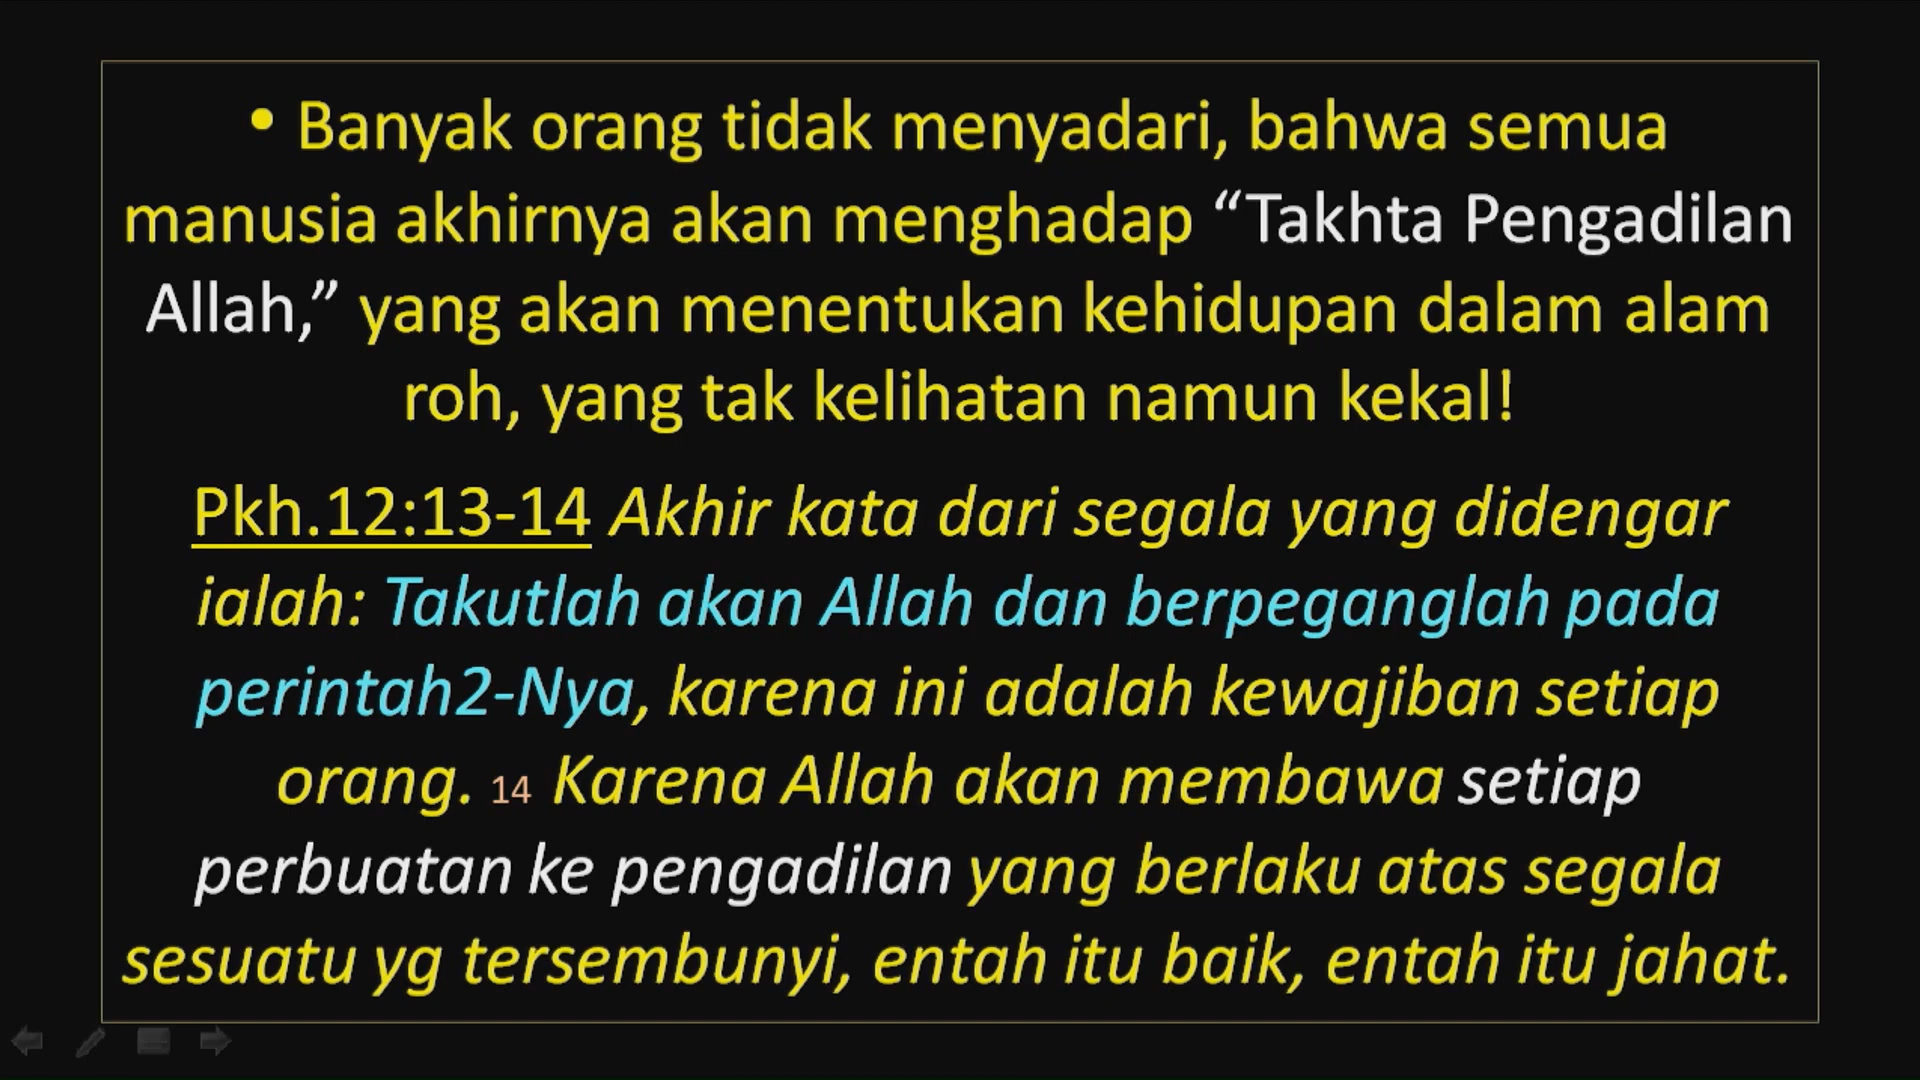 • Banyak orang tidak menyadari, bahwa semua
manusia akhirnya akan menghadap “Takhta Pengadilan
Allah,” yang akan menentukan kehidupan dalam alam
roh, yang tak kelihatan namun kekal!
Pkh.12:13-14 Akhir kata dari segala yang didengar
ialah: Takutlah akan Allah dan berpeganglah pada
perintah2-Nya, karena ini adalah kewajiban setiap
orang. 14 Karena Allah akan membawa setiap
perbuatan ke pengadilan yang berlaku atas segala
sesuatu yg tersembunyi, entah itu baik, entah itu jahat.